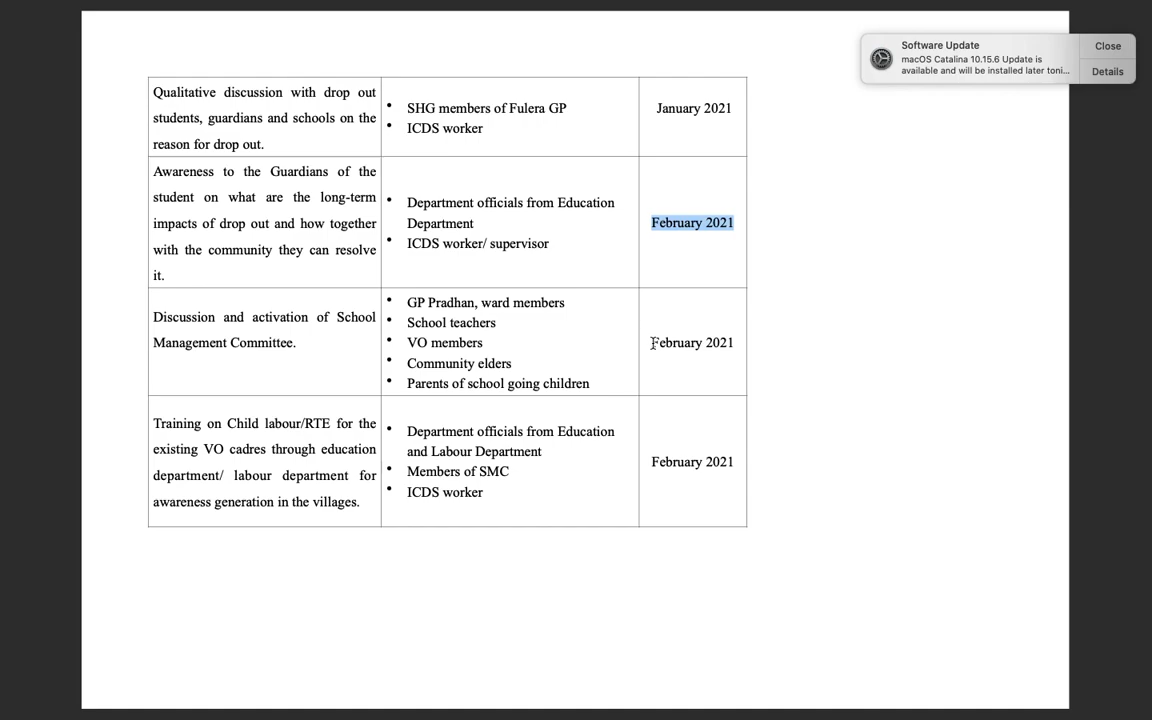 Software Update
Close
macOS Catalina 10.15.6 Update is
available and will be installed later toni...
Details
Qualitative discussion with drop out
students, guardians and schools on the
reason for drop out.
• SHG members of Fulera GP
• ICDS worker
January 2021
Awareness to the Guardians of the
student on what are the long-term
impacts of drop out and how together
with the community they can resolve
it.
• Department officials from Education
Department
• ICDS worker/ supervisor
February 2021
Discussion and activation of School
Management Committee.
• GP Pradhan, ward members
• School teachers
• VO members
• Community elders
• Parents of school going children
February 2021
Training on Child labour/RTE for the
existing VO cadres through education
department/ labour department for
awareness generation in the villages.
• Department officials from Education
and Labour Department
• Members of SMC
• ICDS worker
February 2021